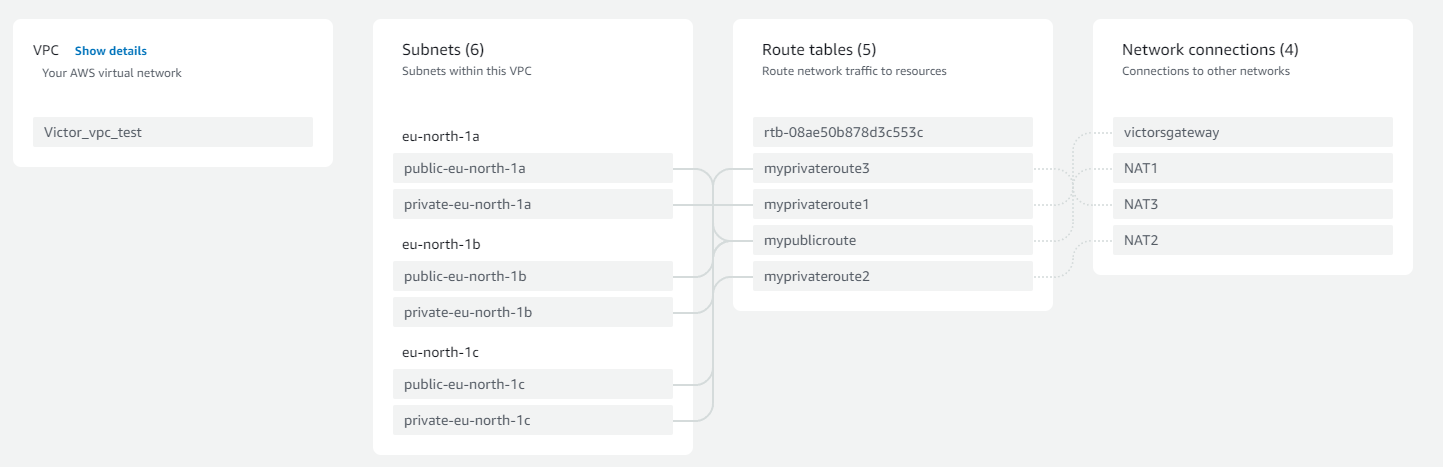 VPC Show details
Your AWS virtual network
Victor_vpc_test
Subnets (6)
Subnets within this VPC
eu-north-1a
public-eu-north-1a
private-eu-north-1a
eu-north-1b
public-eu-north-1b
private-eu-north-1b
eu-north-1c
public-eu-north-1c
private-eu-north-1c
Route tables (5)
Route network traffic to resources
rtb-08ae50b878d3c553c
myprivateroute3
myprivateroute1
mypublicroute
myprivateroute2
Network connections (4)
Connections to other networks
victorsgateway
NAT1
NAT3
NAT2